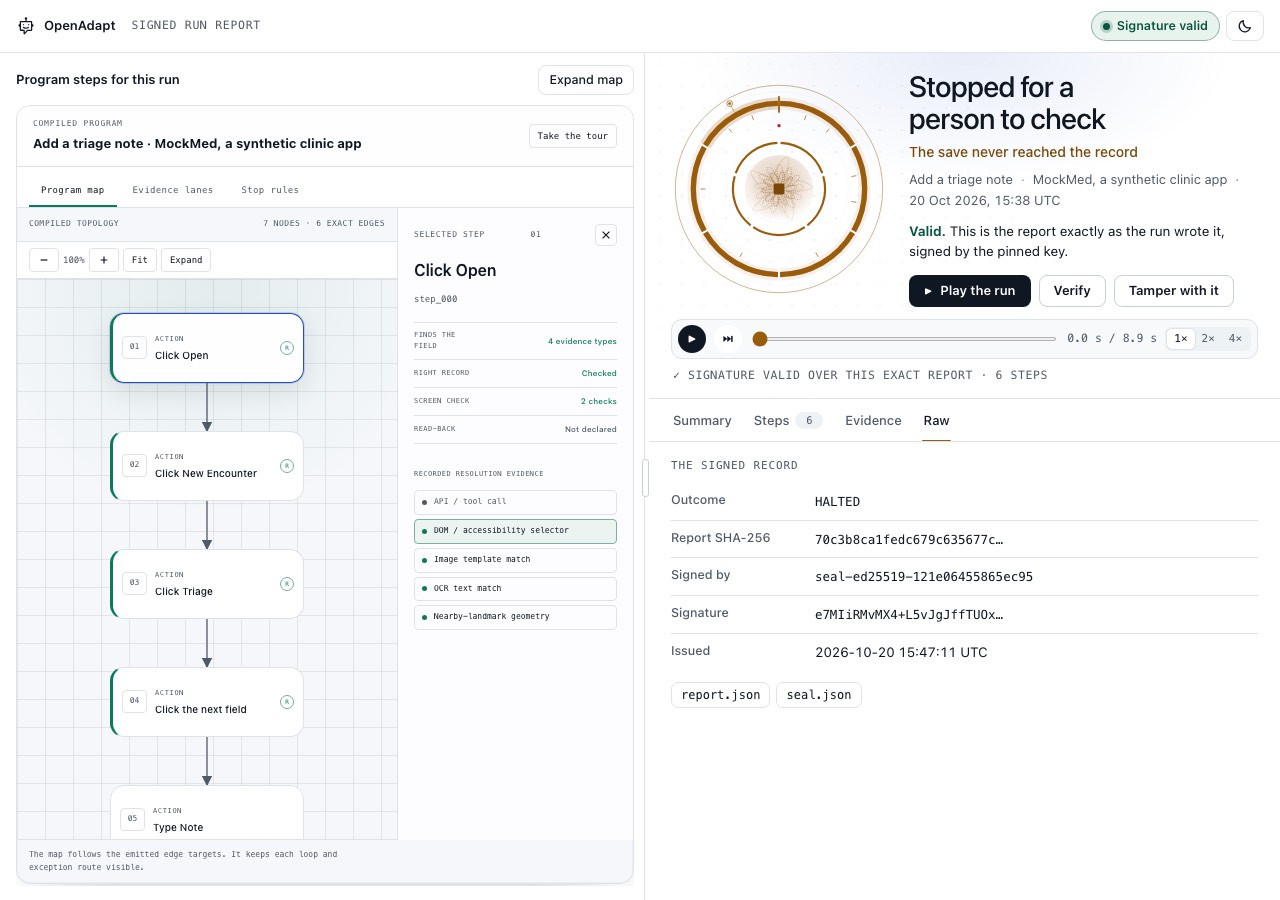 OpenAdapt
SIGNED RUN REPORT
Signature valid
Program steps for this run
Expand map
COMPILED PROGRAM
Add a triage note · MockMed, a synthetic clinic app
Take the tour
Program map
Evidence lanes
Stop rules
COMPILED TOPOLOGY
7 NODES · 6 EXACT EDGES
− 100% + Fit Expand
01
ACTION
Click Open
R
02
ACTION
Click New Encounter
R
03
ACTION
Click Triage
R
04
ACTION
Click the next field
R
05
ACTION
Type Note
SELECTED STEP 01
Click Open
step_000
FINDS THE
FIELD
4 evidence types
RIGHT RECORD
Checked
SCREEN CHECK
2 checks
READ-BACK
Not declared
RECORDED RESOLUTION EVIDENCE
API / tool call
DOM / accessibility selector
Image template match
OCR text match
Nearby-landmark geometry
The map follows the emitted edge targets. It keeps each loop and
exception route visible.
Stopped for a
person to check
The save never reached the record
Add a triage note · MockMed, a synthetic clinic app ·
20 Oct 2026, 15:38 UTC
Valid. This is the report exactly as the run wrote it,
signed by the pinned key.
Play the run
Verify
Tamper with it
0.0 s / 8.9 s
1× 2× 4×
✓ SIGNATURE VALID OVER THIS EXACT REPORT · 6 STEPS
Summary
Steps 6
Evidence
Raw
THE SIGNED RECORD
Outcome HALTED
Report SHA-256 70c3b8ca1fedc679c635677c…
Signed by seal-ed25519-121e06455865ec95
Signature e7MIiRMvMX4+L5vJgJffTUOx…
Issued 2026-10-20 15:47:11 UTC
report.json
seal.json